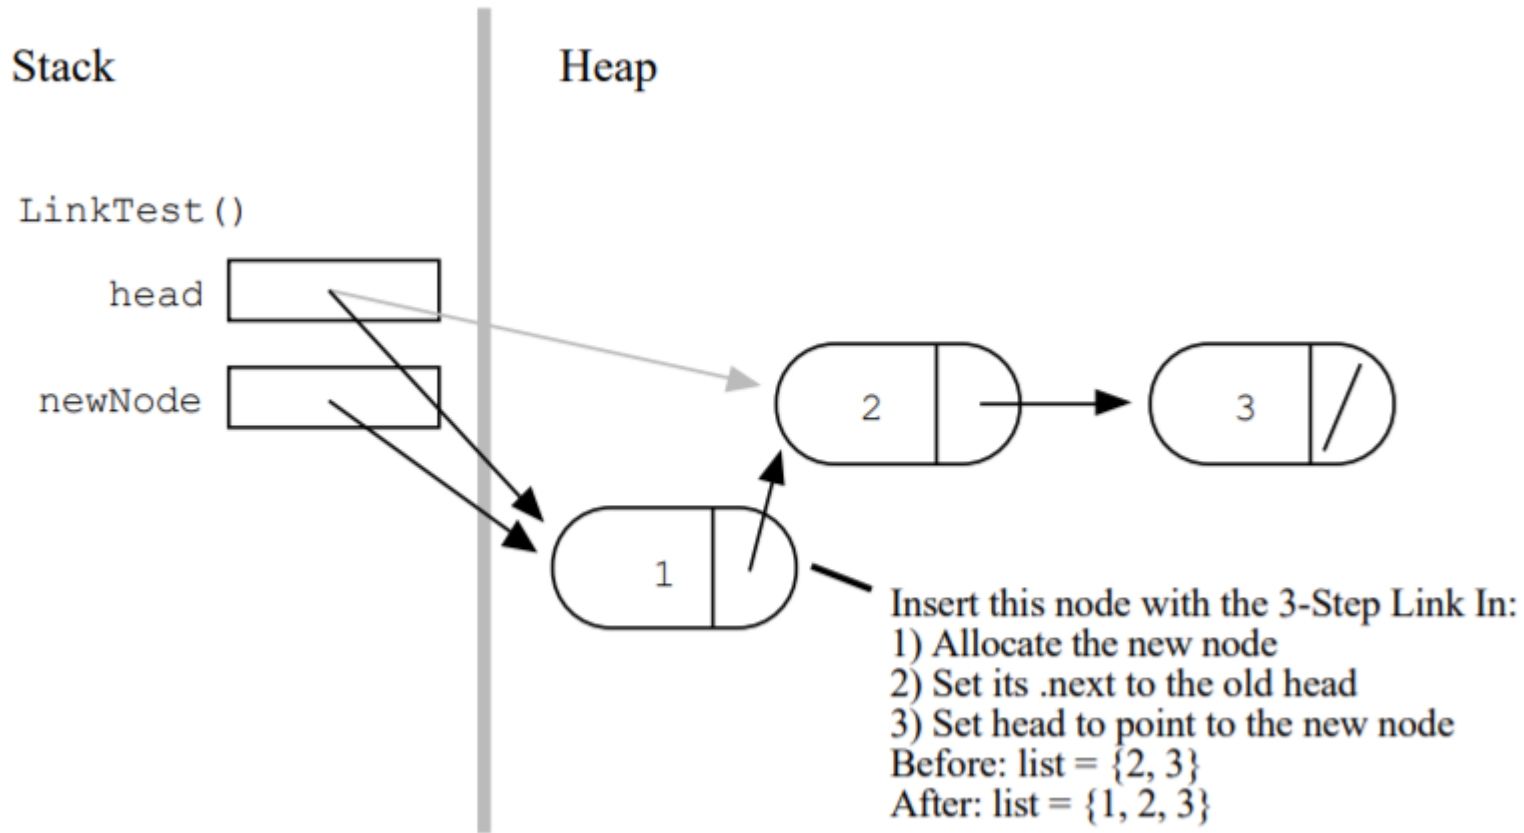 Stack
Heap
LinkTest()
head
newNode
2
3
1
Insert this node with the 3-Step Link In:
1) Allocate the new node
2) Set its .next to the old head
3) Set head to point to the new node
Before: list = {2, 3}
After: list = {1, 2, 3}